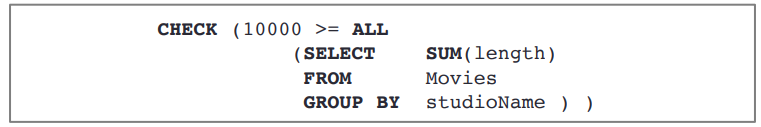 CHECK (10000 >= ALL
(SELECT SUM(length)
FROM Movies
GROUP BY studioName ) )